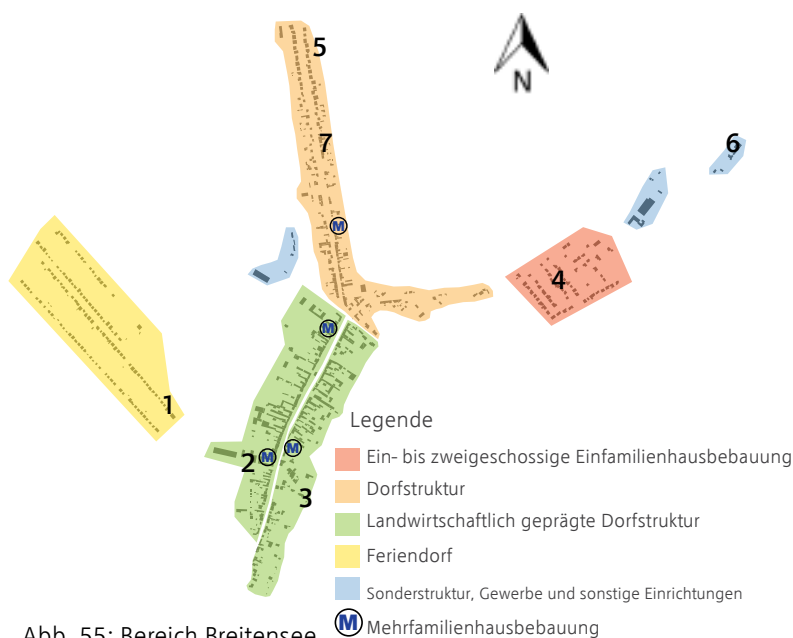 5
N
7
6
M
4
M
1
Legende
M
2
M
3
Ein- bis zweigeschossige Einfamilienhausbebauung
Dorfstruktur
Landwirtschaftlich geprägte Dorfstruktur
Feriendorf
Sonderstruktur, Gewerbe und sonstige Einrichtungen
M Mehrfamilienhausbebauung
Abb. 55: Bereich Breitensee